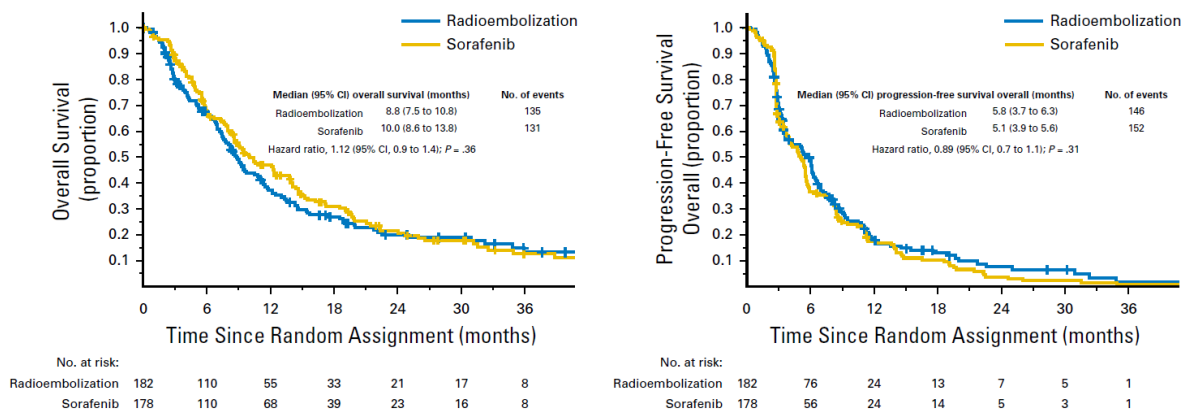 Radioembolization
Sorafenib
Overall Survival
(proportion)
1.0
0.9
0.8
0.7
0.6
0.5
0.4
0.3
0.2
0.1
Median (95% CI) overall survival (months) No. of events
Radioembolization 8.8 (7.5 to 10.8) 135
Sorafenib 10.0 (8.6 to 13.8) 131
Hazard ratio, 1.12 (95% CI, 0.9 to 1.4); P = .36
0 6 12 18 24 30 36
Time Since Random Assignment (months)
No. at risk:
Radioembolization 182 110 55 33 21 17 8
Sorafenib 178 110 68 39 23 16 8
Radioembolization
Sorafenib
Progression-Free Survival
Overall (proportion)
1.0
0.9
0.8
0.7
0.6
0.5
0.4
0.3
0.2
0.1
Median (95% CI) progression-free survival overall (months) No. of events
Radioembolization 5.8 (3.7 to 6.3) 146
Sorafenib 5.1 (3.9 to 5.6) 152
Hazard ratio, 0.89 (95% CI, 0.7 to 1.1); P = .31
0 6 12 18 24 30 36
Time Since Random Assignment (months)
No. at risk:
Radioembolization 182 76 24 13 7 5 1
Sorafenib 178 56 24 14 5 3 1